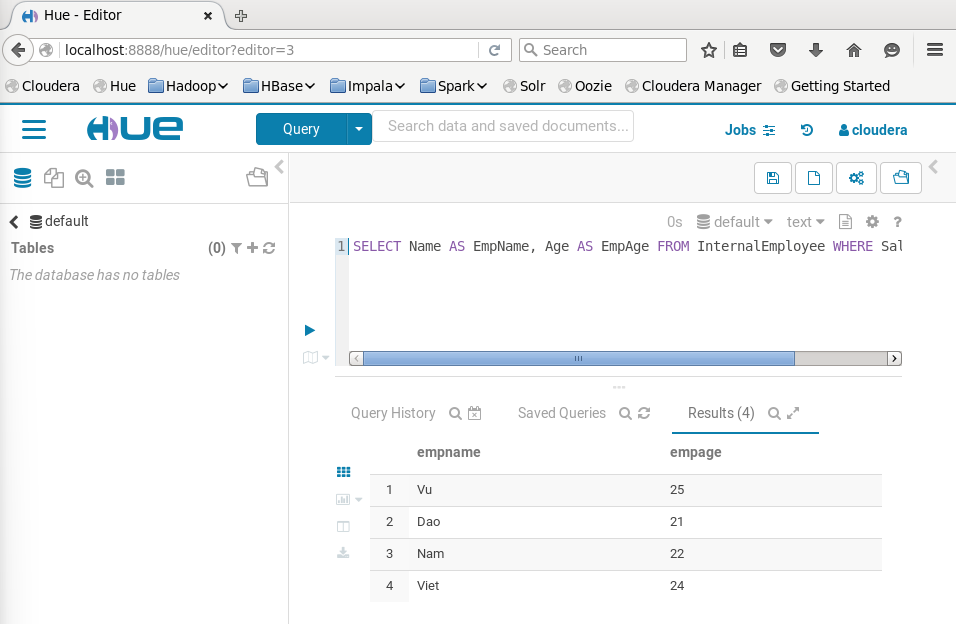 Hue - Editor
localhost:8888/hue/editor?editor=3
Search
Cloudera Hue Hadoop HBase Impala Spark Solr Oozie Cloudera Manager Getting Started
HUE Query Search data and saved documents... Jobs cloudera
default
Tables (0)
The database has no tables
0s default text ?
1 SELECT Name AS EmpName, Age AS EmpAge FROM InternalEmployee WHERE Sal
Query History Saved Queries Results (4)
empname empage
1 Vu 25
2 Dao 21
3 Nam 22
4 Viet 24